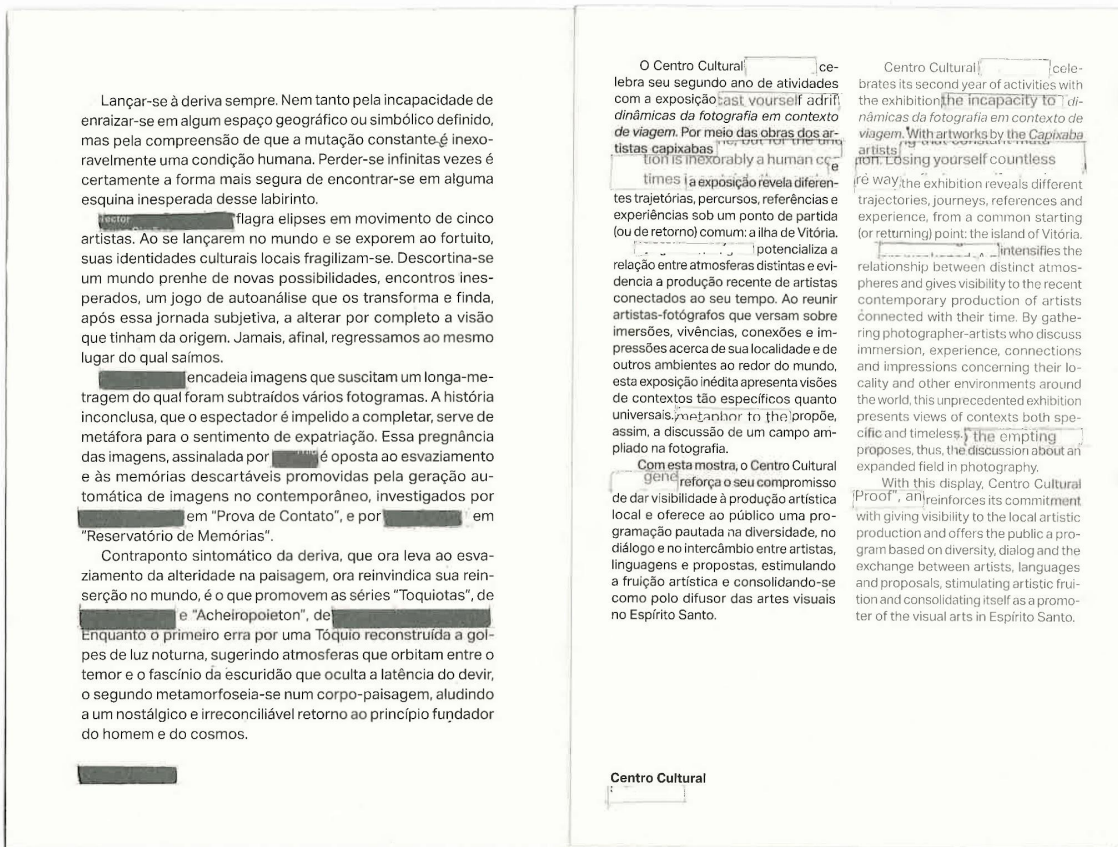 Lançar-se à deriva sempre. Nem tanto pela incapacidade de
enraizar-se em algum espaço geográfico ou simbólico definido,
mas pela compreensão de que a mutação constante é inexo-
ravelmente uma condição humana. Perder-se infinitas vezes é
certamente a forma mais segura de encontrar-se em alguma
esquina inesperada desse labirinto.
flagra elipses em movimento de cinco
artistas. Ao se lançarem no mundo e se exporem ao fortuito,
suas identidades culturais locais fragilizam-se. Descortina-se
um mundo prenhe de novas possibilidades, encontros ines-
perados, um jogo de autoanálise que os transforma e finda,
após essa jornada subjetiva, a alterar por completo a visão
que tinham da origem. Jamais, afinal, regressamos ao mesmo
lugar do qual saímos.
encadeia imagens que suscitam um longa-me-
tragem do qual foram subtraídos vários fotogramas. A história
inconclusa, que o espectador é impelido a completar, serve de
metáfora para o sentimento de expatriação. Essa pregnância
das imagens, assinalada por é oposta ao esvaziamento
e às memórias descartáveis promovidas pela geração au-
tomática de imagens no contemporâneo, investigados por
em "Prova de Contato", e por em
"Reservatório de Memórias".
Contraponto sintomático da deriva, que ora leva ao esva-
ziamento da alteridade na paisagem, ora reinvindica sua rein-
serção no mundo, é o que promovem as séries "Toquiotas", de
e "Acheiropoieton", de
Enquanto o primeiro erra por uma Tóquio reconstruída a gol-
pes de luz noturna, sugerindo atmosferas que orbitam entre o
temor e o fascínio da escuridão que oculta a latência do devir,
o segundo metamorfoseia-se num corpo-paisagem, aludindo
a um nostálgico e irreconciliável retorno ao princípio fundador
do homem e do cosmos.
O Centro Cultural ce-
lebra seu segundo ano de atividades
com a exposição cast yourself adrift
dinâmicas da fotografia em contexto
de viagem. Por meio das obras dos ar-
tistas capixabas
tion is inexorably a human
times a exposição revela diferen-
tes trajetórias, percursos, referências e
experiências sob um ponto de partida
(ou de retorno) comum: a ilha de Vitória.
potencializa a
relação entre atmosferas distintas e evi-
dencia a produção recente de artistas
conectados ao seu tempo. Ao reunir
artistas-fotógrafos que versam sobre
imersões, vivências, conexões e im-
pressões acerca de sua localidade e de
outros ambientes ao redor do mundo,
esta exposição inédita apresenta visões
de contextos tão específicos quanto
universais. metaphor to the propõe,
assim, a discussão de um campo am-
pliado na fotografia.
Com esta mostra, o Centro Cultural
gene reforça o seu compromisso
de dar visibilidade à produção artística
local e oferece ao público uma pro-
gramação pautada na diversidade, no
diálogo e no intercâmbio entre artistas,
linguagens e propostas, estimulando
a fruição artística e consolidando-se
como polo difusor das artes visuais
no Espírito Santo.
Centro Cultural
Centro Cultural cele-
brates its second year of activities with
the exhibition the incapacity to di-
nâmicas da fotografia em contexto de
viagem. With artworks by the Capixaba
artists
tion. Losing yourself countless
re way, the exhibition reveals different
trajectories, journeys, references and
experience, from a common starting
(or returning) point: the island of Vitória.
intensifies the
relationship between distinct atmos-
pheres and gives visibility to the recent
contemporary production of artists
connected with their time. By gathe-
ring photographer-artists who discuss
immersion, experience, connections
and impressions concerning their lo-
cality and other environments around
the world, this unprecedented exhibition
presents views of contexts both spe-
cific and timeless. the empting
proposes, thus, the discussion about an
expanded field in photography.
With this display, Centro Cultural
Proof", an reinforces its commitment
with giving visibility to the local artistic
production and offers the public a pro-
gram based on diversity, dialog and the
exchange between artists, languages
and proposals, stimulating artistic frui-
tion and consolidating itself as a promo-
ter of the visual arts in Espírito Santo.